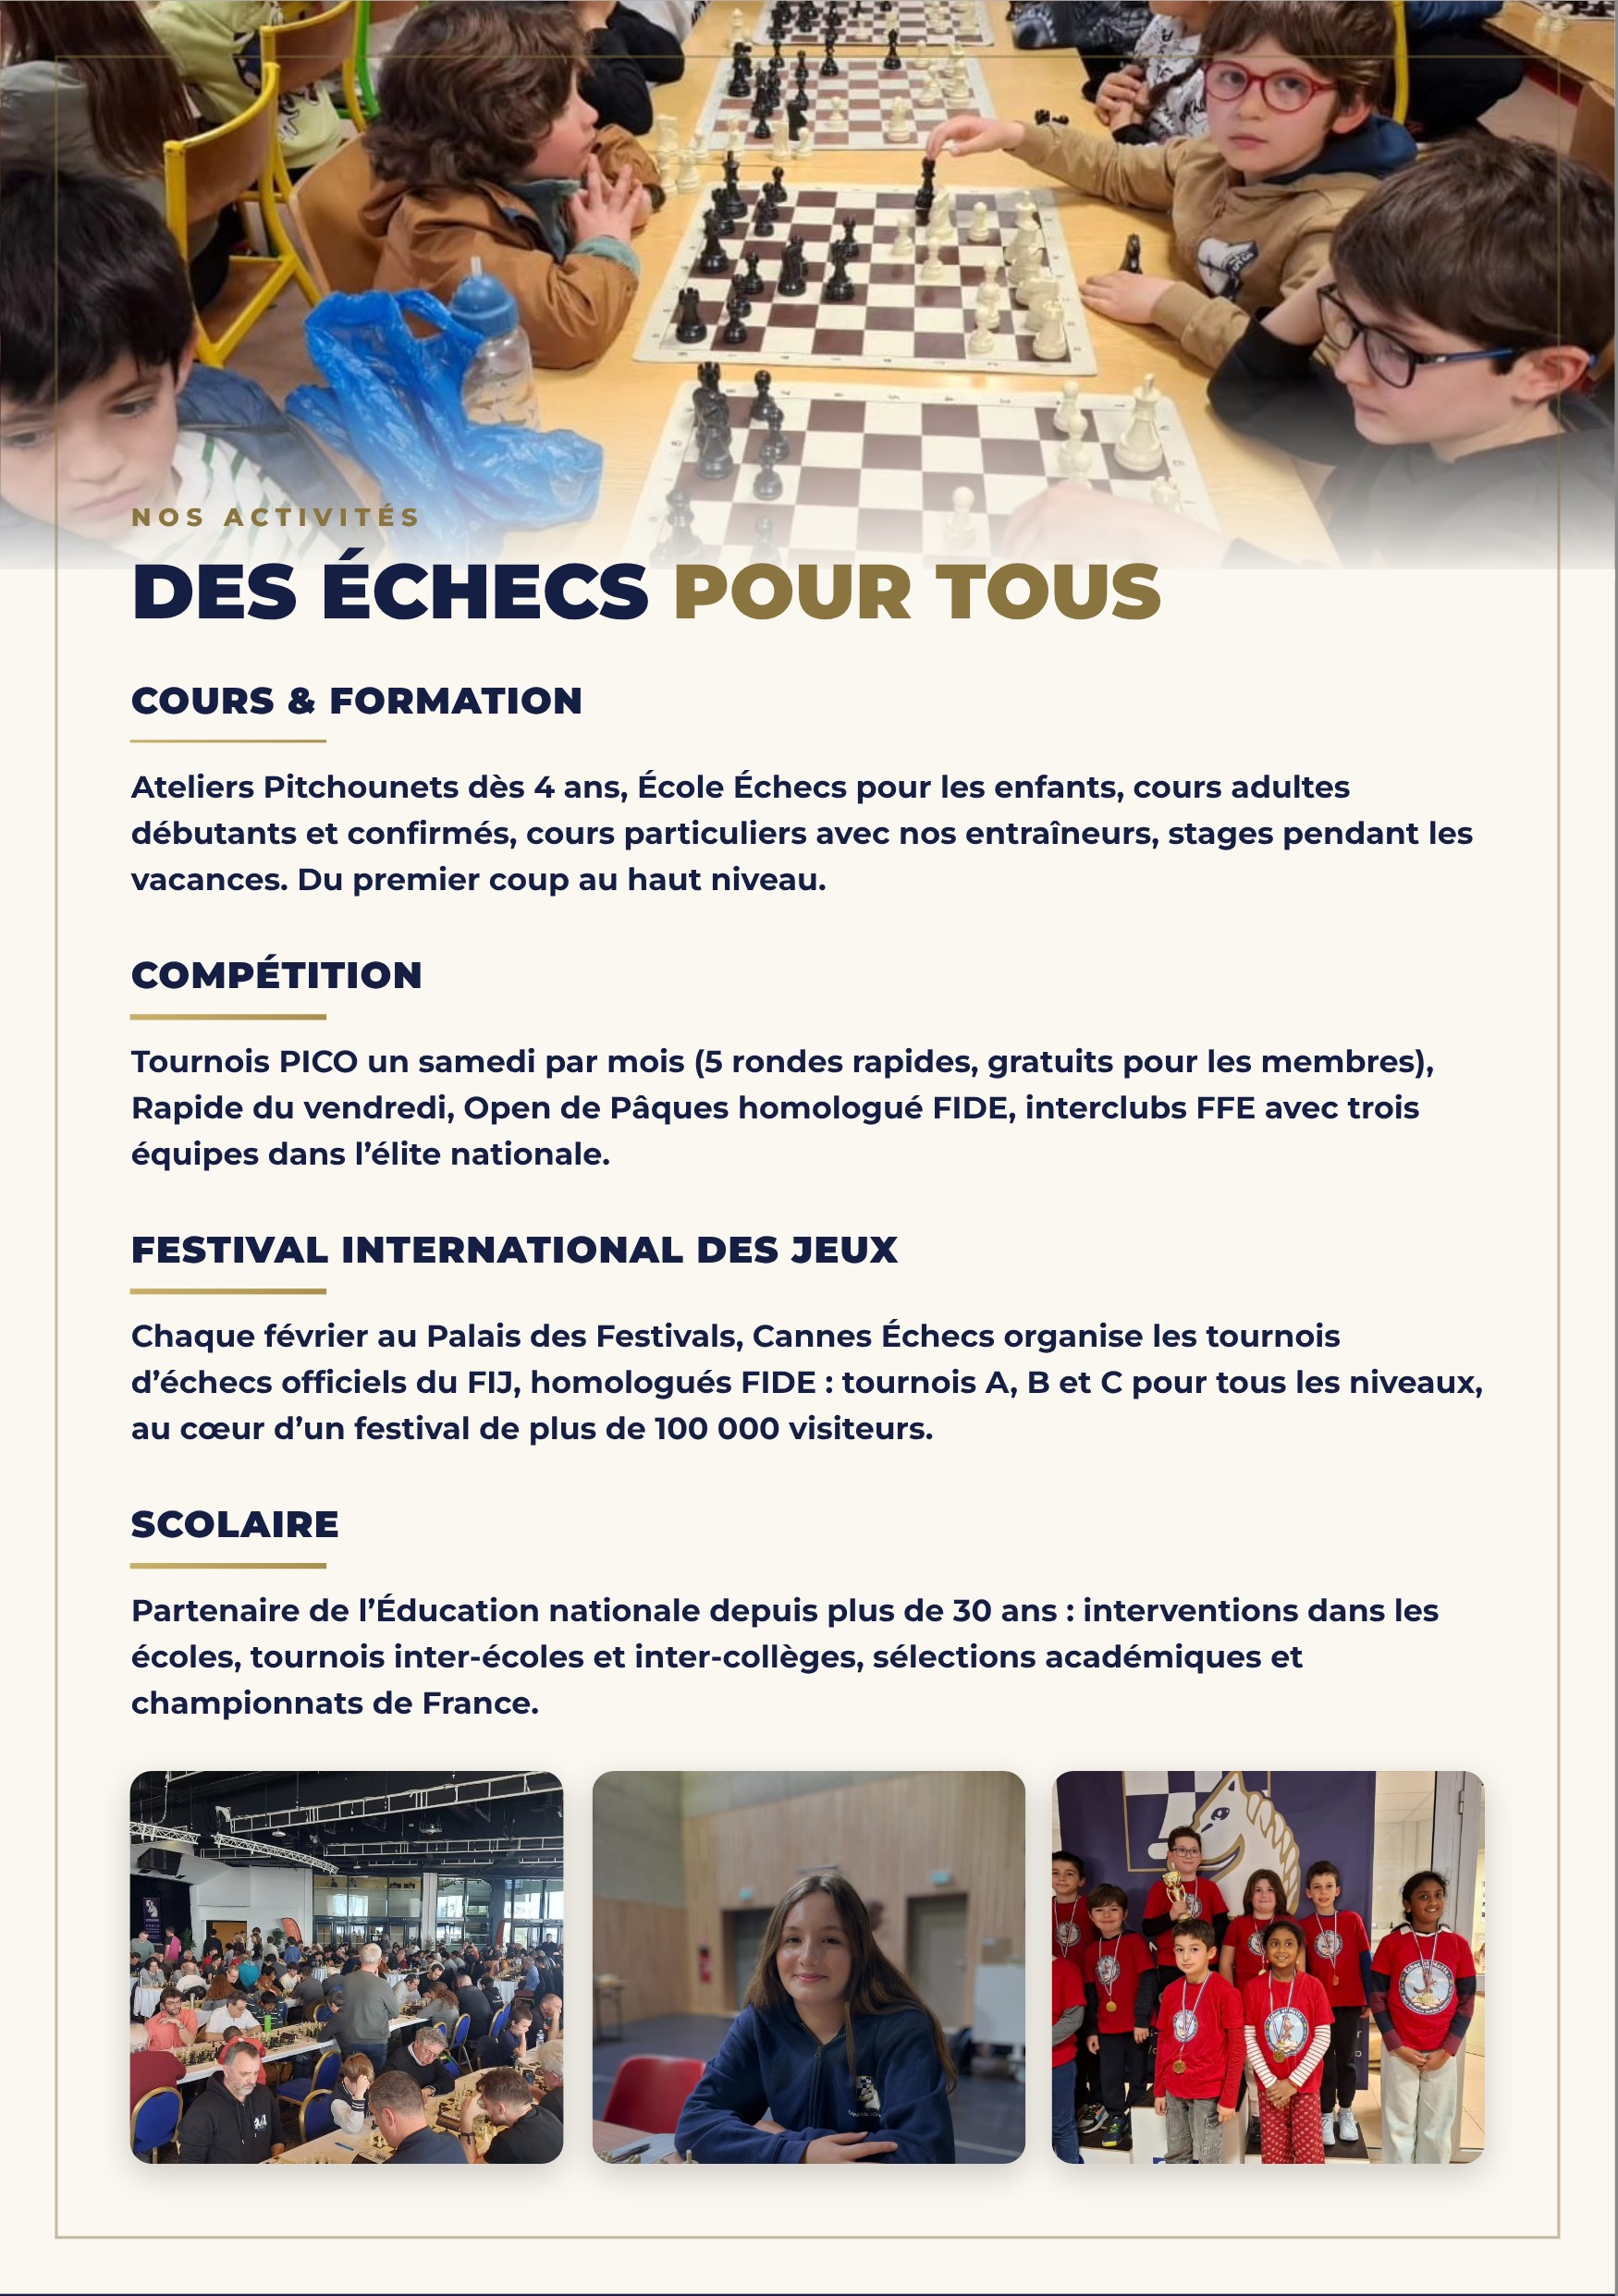 NOS ACTIVITÉS
DES ÉCHECS POUR TOUS
COURS & FORMATION
Ateliers Pitchounets dès 4 ans, École Échecs pour les enfants, cours adultes
débutants et confirmés, cours particuliers avec nos entraîneurs, stages pendant les
vacances. Du premier coup au haut niveau.
COMPÉTITION
Tournois PICO un samedi par mois (5 rondes rapides, gratuits pour les membres),
Rapide du vendredi, Open de Pâques homologué FIDE, interclubs FFE avec trois
équipes dans l’élite nationale.
FESTIVAL INTERNATIONAL DES JEUX
Chaque février au Palais des Festivals, Cannes Échecs organise les tournois
d’échecs officiels du FIJ, homologués FIDE : tournois A, B et C pour tous les niveaux,
au cœur d’un festival de plus de 100 000 visiteurs.
SCOLAIRE
Partenaire de l’Éducation nationale depuis plus de 30 ans : interventions dans les
écoles, tournois inter-écoles et inter-collèges, sélections académiques et
championnats de France.